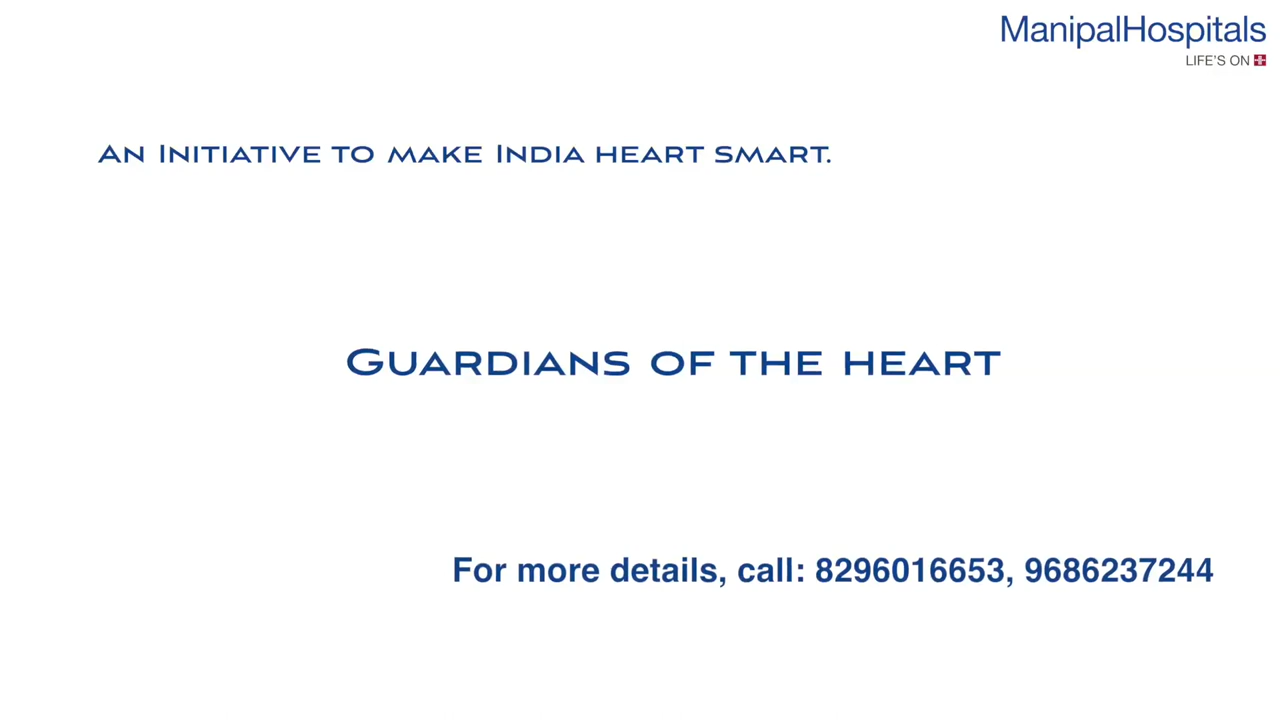 ManipalHospitals
LIFE'S ON
AN INITIATIVE TO MAKE INDIA HEART SMART.
GUARDIANS OF THE HEART
For more details, call: 8296016653, 9686237244